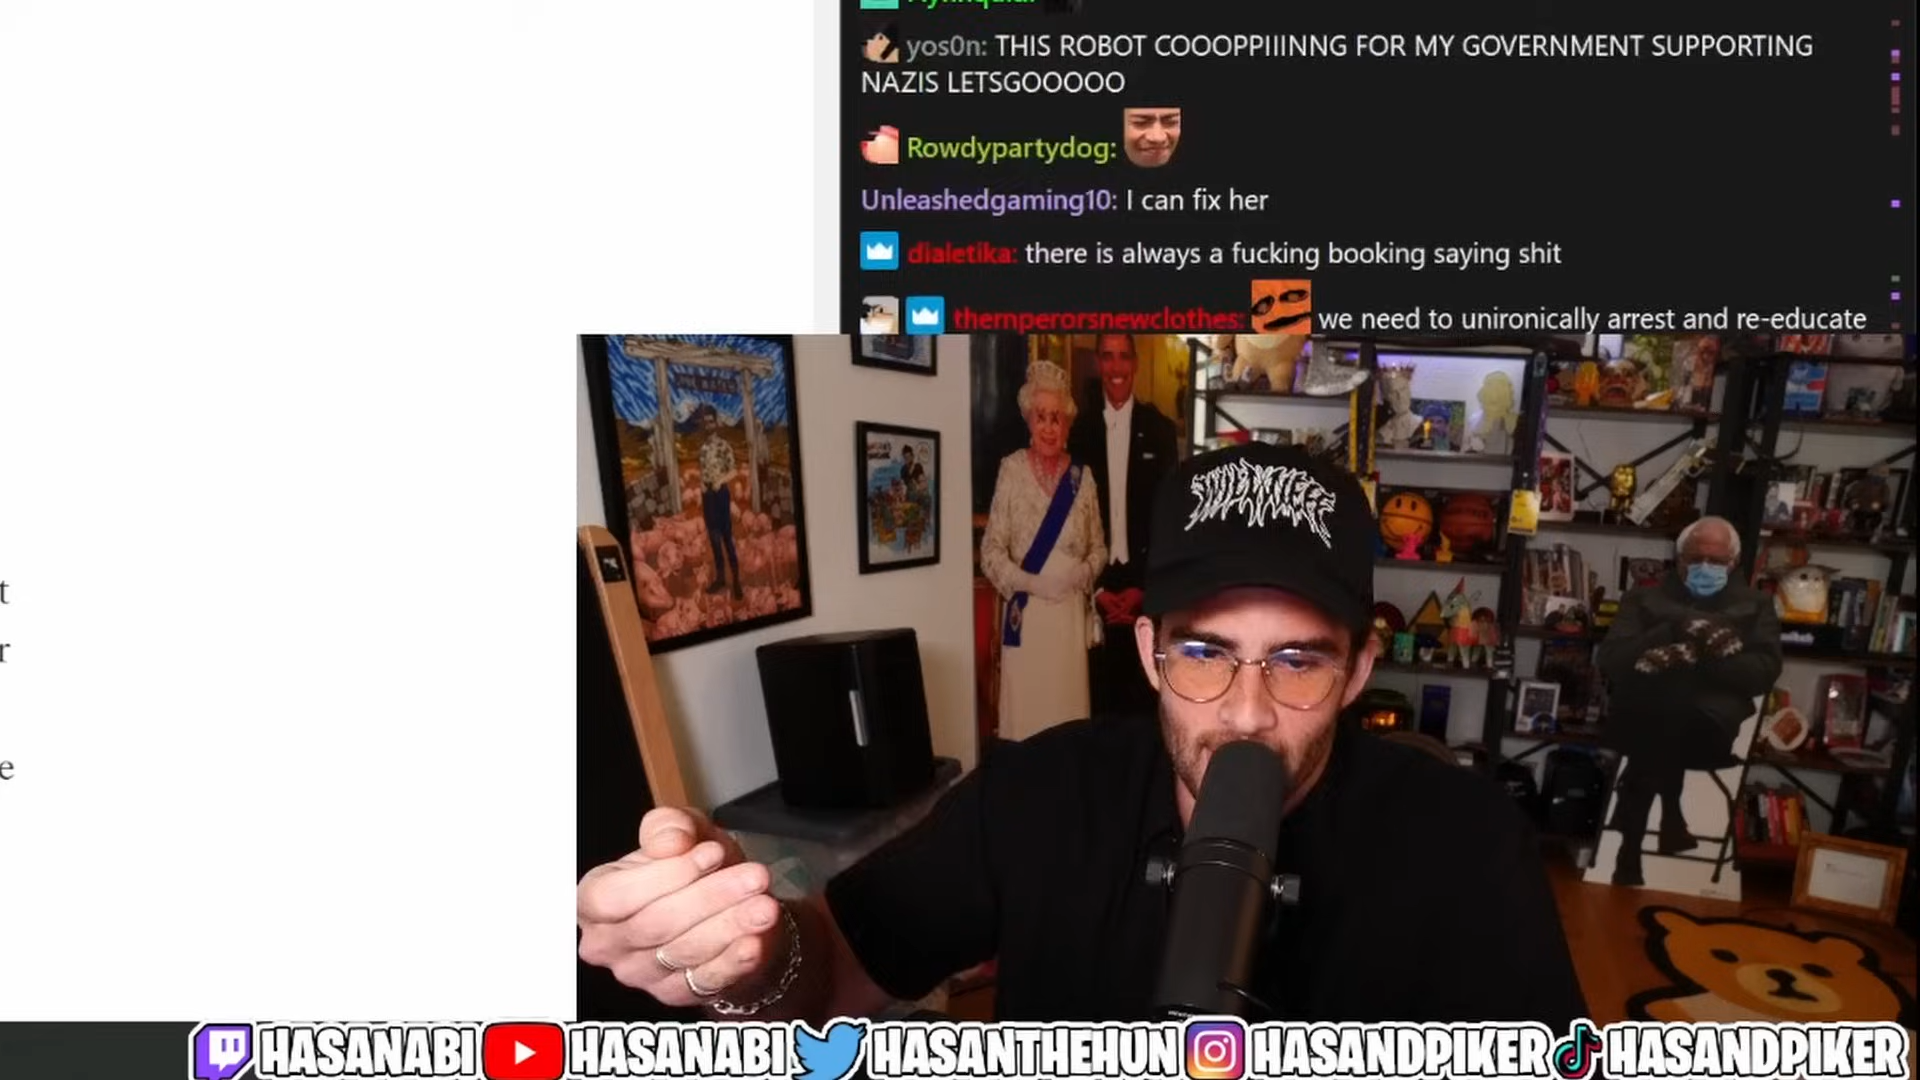 yos0n: THIS ROBOT COOOPPIIINNG FOR MY GOVERNMENT SUPPORTING
NAZIS LETSGOOOOO
Rowdypartydog:
Unleashedgaming10: I can fix her
dialetika: there is always a fucking booking saying shit
thernperorsnewclothes: we need to unironically arrest and re-educate
t
r
e
HASANABI HASANABI HASANTHEHUN HASANDPIKER HASANDPIKER